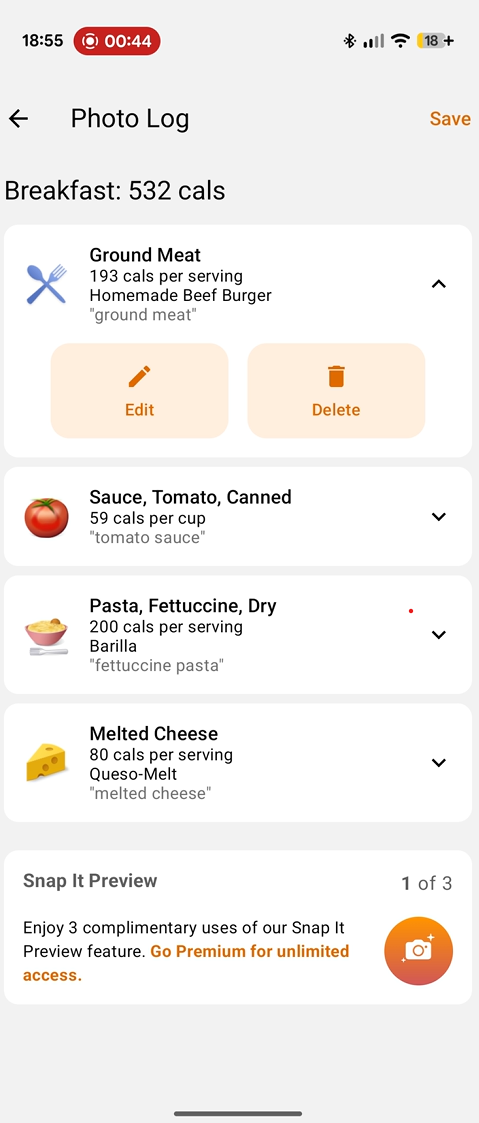 18:55 00:44 18+
Photo Log Save
Breakfast: 532 cals
Ground Meat
193 cals per serving
Homemade Beef Burger
"ground meat"
Edit Delete
Sauce, Tomato, Canned
59 cals per cup
"tomato sauce"
Pasta, Fettuccine, Dry
200 cals per serving
Barilla
"fettuccine pasta"
Melted Cheese
80 cals per serving
Queso-Melt
"melted cheese"
Snap It Preview 1 of 3
Enjoy 3 complimentary uses of our Snap It
Preview feature. Go Premium for unlimited
access.